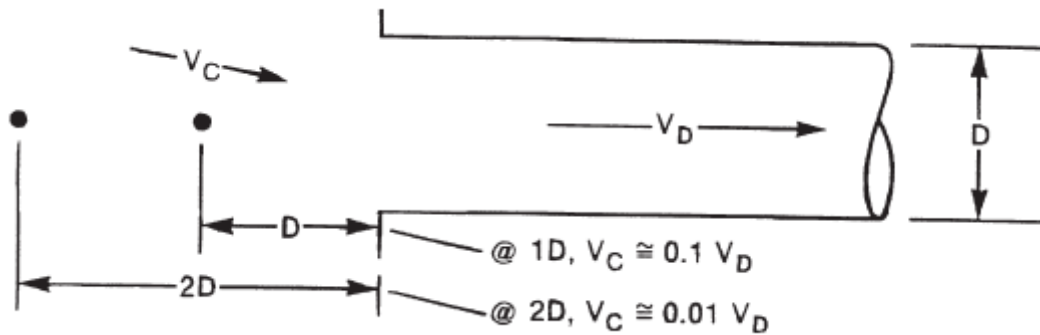 V_C
V_D
D
D
@ 1D, V_C ≅ 0.1 V_D
2D
@ 2D, V_C ≅ 0.01 V_D